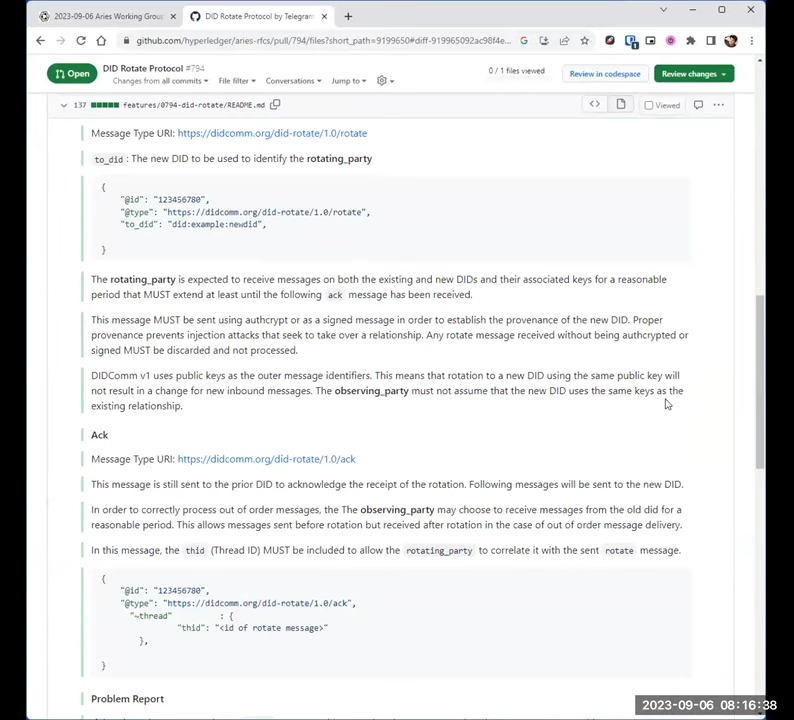 2023-09-06 Aries Working Grou
DID Rotate Protocol by Telegram
github.com/hyperledger/aries-rfcs/pull/794/files?short_path=9199650#diff-919965092ac98f4e...
Open
DID Rotate Protocol #794
Changes from all commits
File filter
Conversations
Jump to
0 / 1 files viewed
Review in codespace
Review changes
137
features/0794-did-rotate/README.md
Viewed
Message Type URI: https://didcomm.org/did-rotate/1.0/rotate
to_did : The new DID to be used to identify the rotating_party
{
"@id": "123456780",
"@type": "https://didcomm.org/did-rotate/1.0/rotate",
"to_did": "did:example:newdid",
}
The rotating_party is expected to receive messages on both the existing and new DIDs and their associated keys for a reasonable
period that MUST extend at least until the following ack message has been received.
This message MUST be sent using authcrypt or as a signed message in order to establish the provenance of the new DID. Proper
provenance prevents injection attacks that seek to take over a relationship. Any rotate message received without being authcrypted or
signed MUST be discarded and not processed.
DIDComm v1 uses public keys as the outer message identifiers. This means that rotation to a new DID using the same public key will
not result in a change for new inbound messages. The observing_party must not assume that the new DID uses the same keys as the
existing relationship.
Ack
Message Type URI: https://didcomm.org/did-rotate/1.0/ack
This message is still sent to the prior DID to acknowledge the receipt of the rotation. Following messages will be sent to the new DID.
In order to correctly process out of order messages, the The observing_party may choose to receive messages from the old did for a
reasonable period. This allows messages sent before rotation but received after rotation in the case of out of order message delivery.
In this message, the thid (Thread ID) MUST be included to allow the rotating_party to correlate it with the sent rotate message.
{
"@id": "123456780",
"@type": "https://didcomm.org/did-rotate/1.0/ack",
"~thread" : {
"thid": "<id of rotate message>"
},
}
Problem Report
2023-09-06 08:16:38